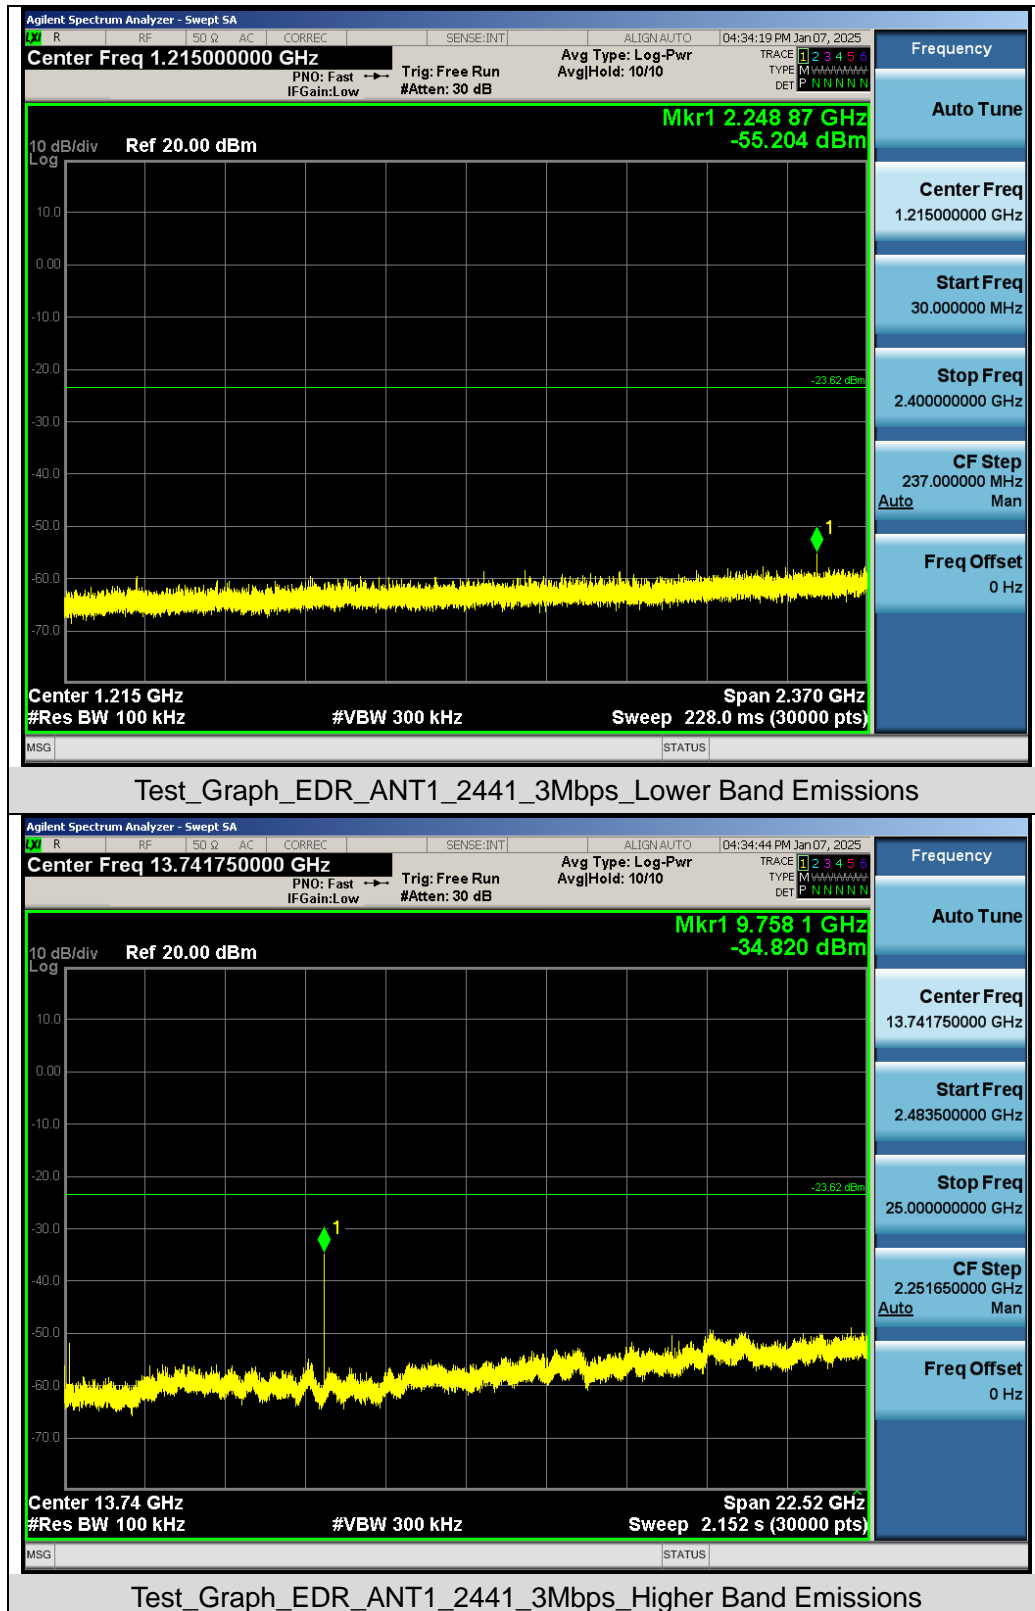 Agilent Spectrum Analyzer - Swept SA
LXI R RF 50 Ω AC CORREC SENSE:INT ALIGN AUTO 04:34:19 PM Jan 07, 2025
Center Freq 1.215000000 GHz
PNO: Fast
IFGain:Low
Trig: Free Run
#Atten: 30 dB
Avg Type: Log-Pwr
Avg|Hold: 10/10
TRACE 1 2 3 4 5 6
TYPE M
DET P N N N N N
Mkr1 2.248 87 GHz
-55.204 dBm
10 dB/div Ref 20.00 dBm
Log
10.0
0.00
-10.0
-20.0
-23.62 dBm
-30.0
-40.0
-50.0
1
-60.0
-70.0
Center 1.215 GHz Span 2.370 GHz
#Res BW 100 kHz #VBW 300 kHz Sweep 228.0 ms (30000 pts)
MSG STATUS
Frequency
Auto Tune
Center Freq
1.215000000 GHz
Start Freq
30.000000 MHz
Stop Freq
2.400000000 GHz
CF Step
237.000000 MHz
Auto Man
Freq Offset
0 Hz
Test_Graph_EDR_ANT1_2441_3Mbps_Lower Band Emissions
Agilent Spectrum Analyzer - Swept SA
LXI R RF 50 Ω AC CORREC SENSE:INT ALIGN AUTO 04:34:44 PM Jan 07, 2025
Center Freq 13.741750000 GHz
PNO: Fast
IFGain:Low
Trig: Free Run
#Atten: 30 dB
Avg Type: Log-Pwr
Avg|Hold: 10/10
TRACE 1 2 3 4 5 6
TYPE M
DET P N N N N N
Mkr1 9.758 1 GHz
-34.820 dBm
10 dB/div Ref 20.00 dBm
Log
10.0
0.00
-10.0
-20.0
-23.62 dBm
-30.0
1
-40.0
-50.0
-60.0
-70.0
Center 13.74 GHz Span 22.52 GHz
#Res BW 100 kHz #VBW 300 kHz Sweep 2.152 s (30000 pts)
MSG STATUS
Frequency
Auto Tune
Center Freq
13.741750000 GHz
Start Freq
2.483500000 GHz
Stop Freq
25.000000000 GHz
CF Step
2.251650000 GHz
Auto Man
Freq Offset
0 Hz
Test_Graph_EDR_ANT1_2441_3Mbps_Higher Band Emissions